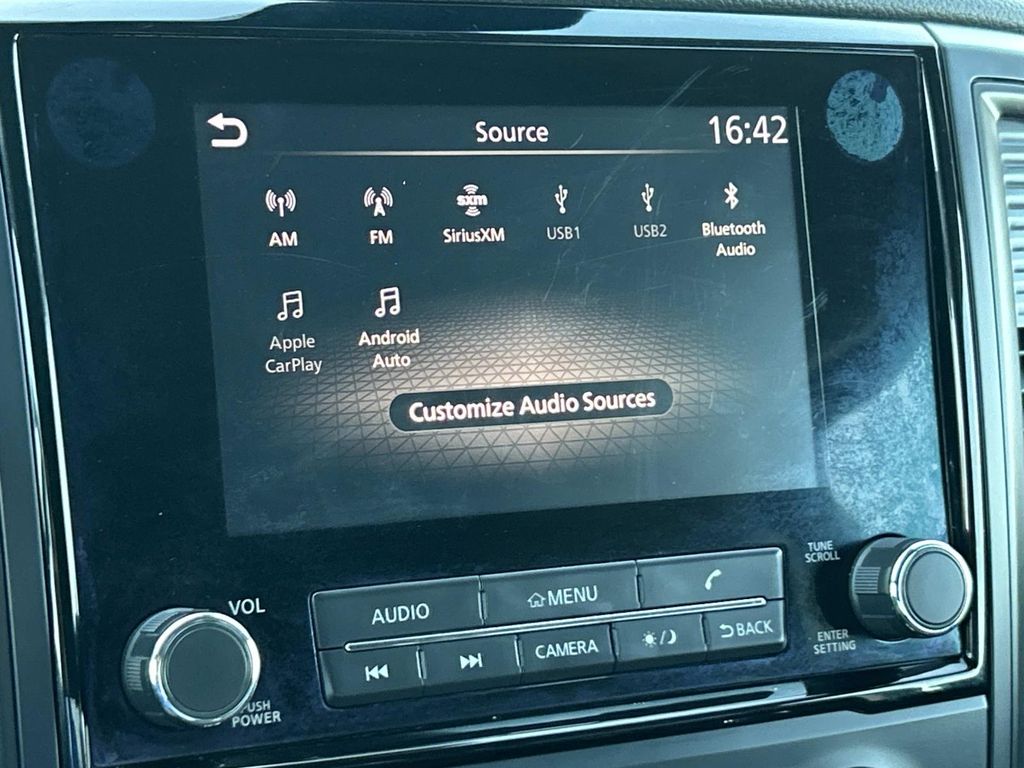 Source
16:42
sxm
AM
FM
SiriusXM
USB1
USB2
Bluetooth
Audio
Apple
CarPlay
Android
Auto
Customize Audio Sources
TUNE
SCROLL
VOL
AUDIO
MENU
CAMERA
BACK
ENTER
SETTING
PUSH
POWER